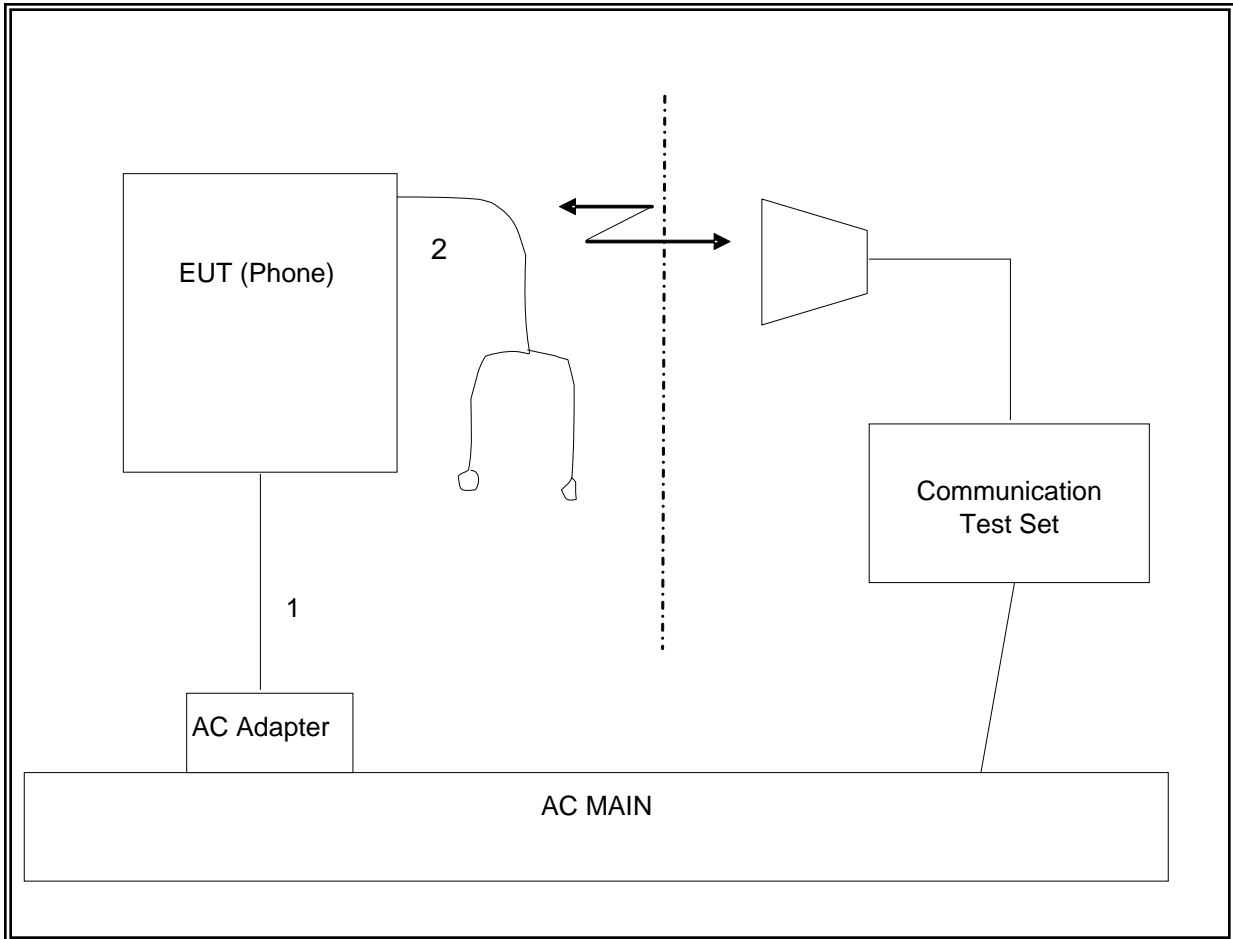 2
EUT (Phone)
Communication
Test Set
1
AC Adapter
AC MAIN